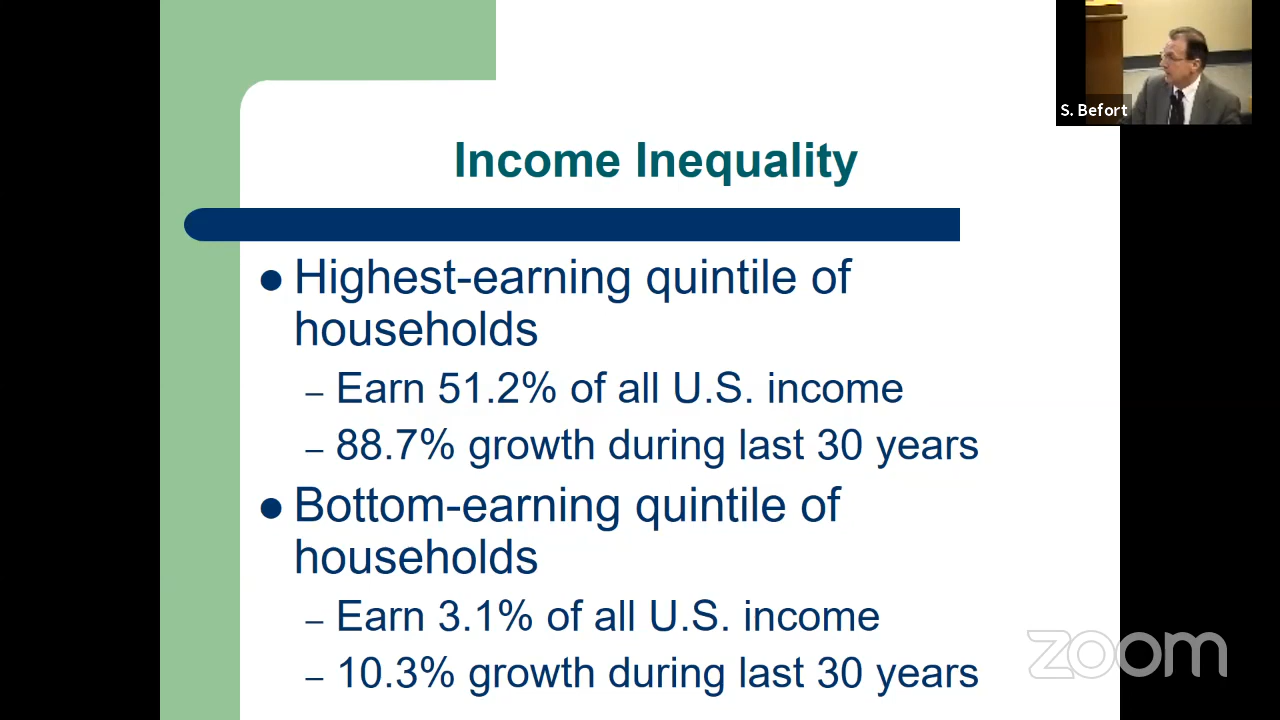 S. Befort
Income Inequality
Highest-earning quintile of
households
– Earn 51.2% of all U.S. income
– 88.7% growth during last 30 years
Bottom-earning quintile of
households
– Earn 3.1% of all U.S. income
– 10.3% growth during last 30 years
zoom